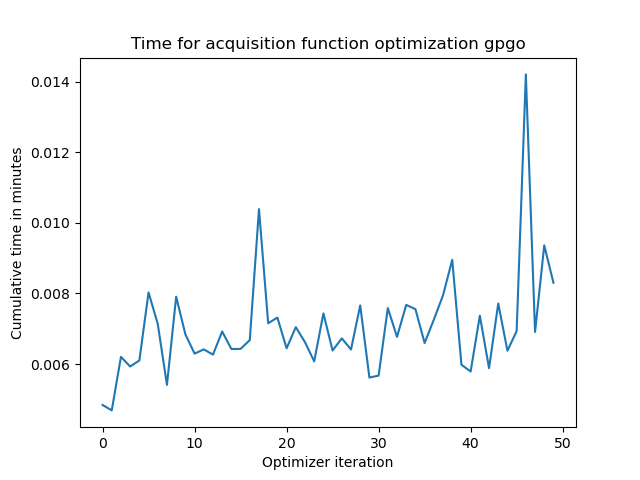 Time for acquisition function optimization gpgo
0.014
0.012
0.010
0.008
0.006
Cumulative time in minutes
0 10 20 30 40 50
Optimizer iteration